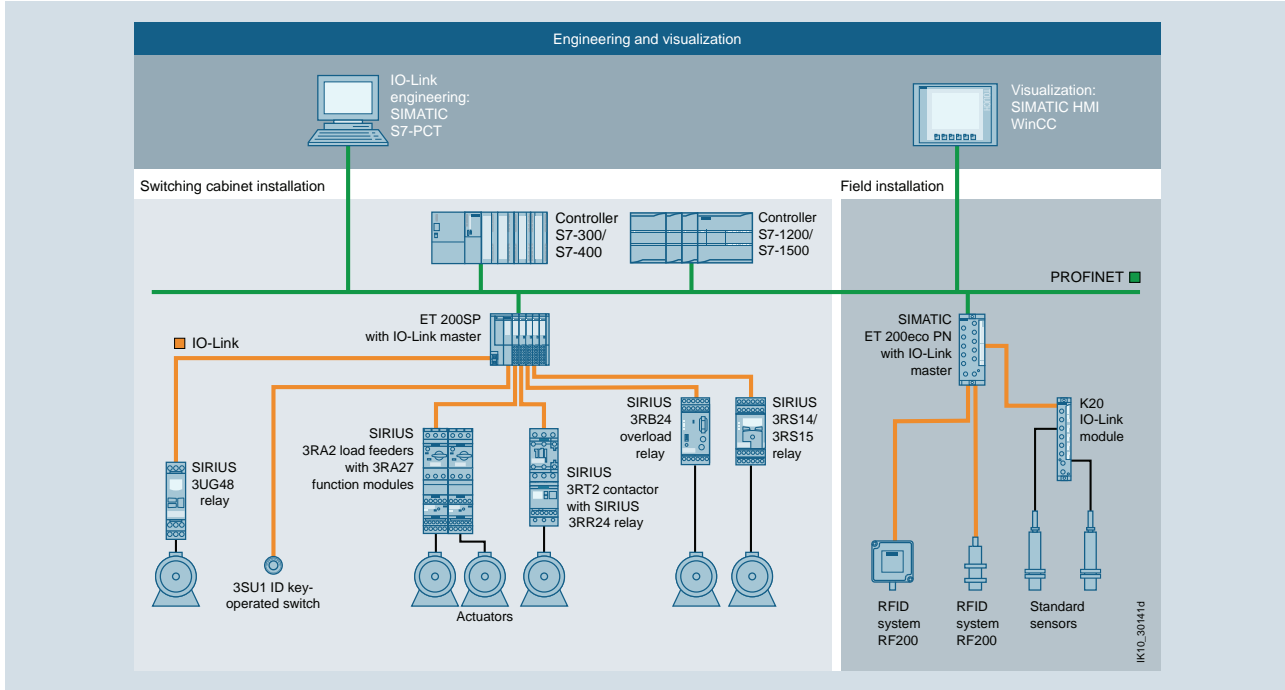 Engineering and visualization
IO-Link
engineering:
SIMATIC
S7-PCT
Visualization:
SIMATIC HMI
WinCC
Switching cabinet installation
Field installation
Controller
S7-300/
S7-400
Controller
S7-1200/
S7-1500
PROFINET
ET 200SP
with IO-Link master
SIMATIC
ET 200eco PN
with IO-Link
master
IO-Link
SIRIUS
3UG48
relay
3SU1 ID key-
operated switch
SIRIUS
3RA2 load feeders
with 3RA27
function modules
SIRIUS
3RT2 contactor
with SIRIUS
3RR24 relay
SIRIUS
3RB24
overload
relay
SIRIUS
3RS14/
3RS15
relay
K20
IO-Link
module
Actuators
RFID
system
RF200
RFID
system
RF200
Standard
sensors
IK10_30141d